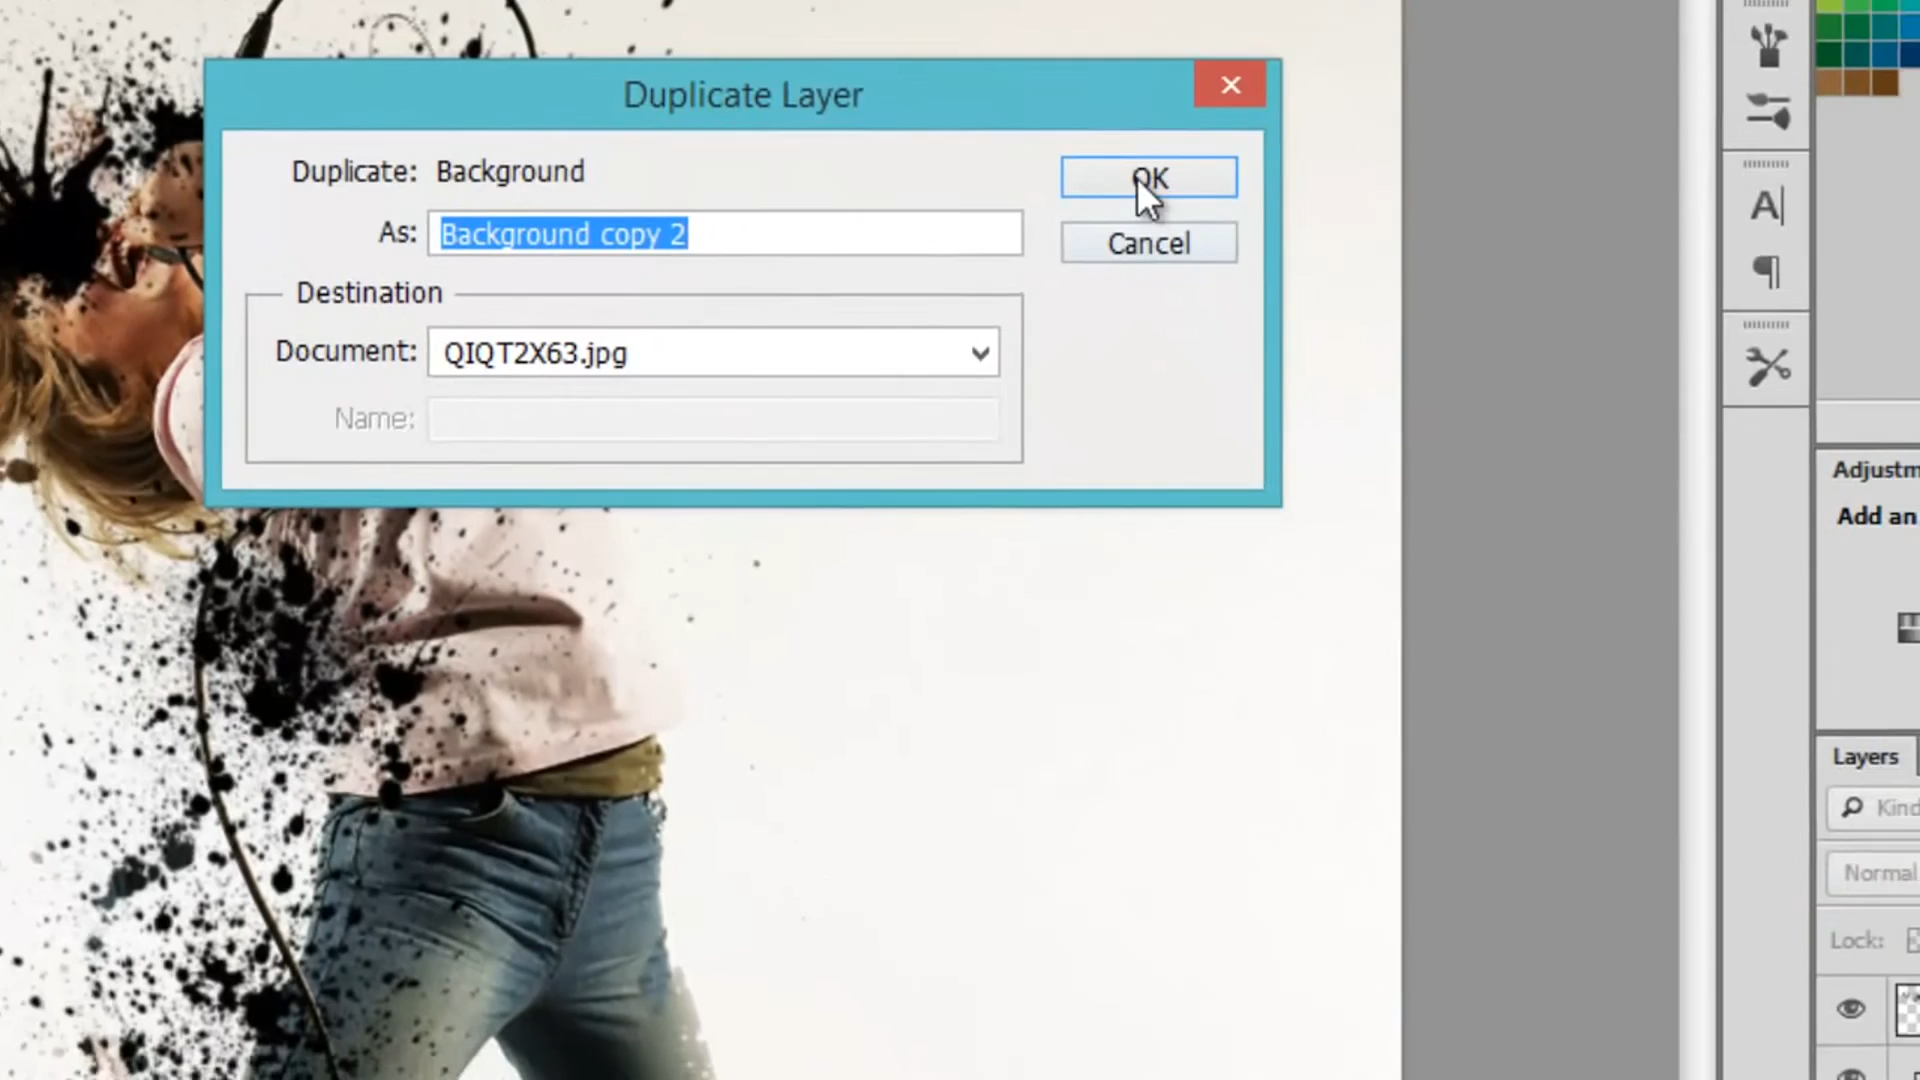 Duplicate Layer
Duplicate: Background
OK
As: Background copy 2
Cancel
Destination
Document: QIQT2X63.jpg
Name:
A
Adjustm
Add an
Layers
Kind
Normal
Lock: